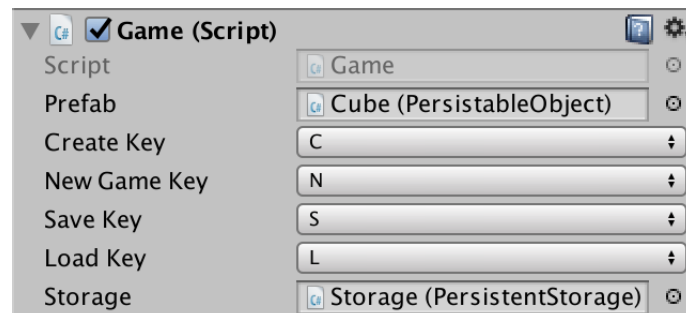 Game (Script)
Script Game
Prefab Cube (PersistableObject)
Create Key C
New Game Key N
Save Key S
Load Key L
Storage Storage (PersistentStorage)